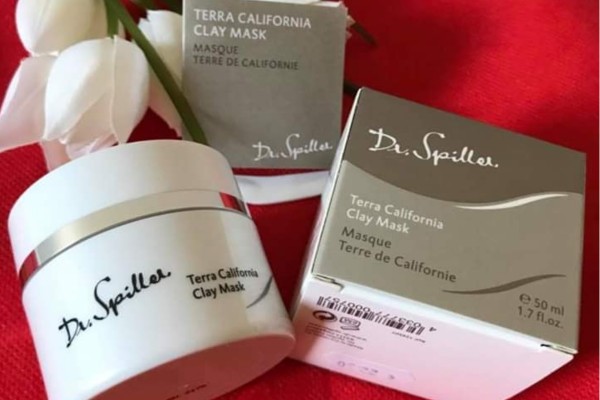 TERRA CALIFORNIA
CLAY MASK
MASQUE
TERRE DE CALIFORNIE
Dr. Spiller.
Dr. Spiller.
Terra California
Clay Mask
Masque
Terre de Californie
e 50 ml
1.7 fl.oz.
Dr. Spiller.
Terra California
Clay Mask